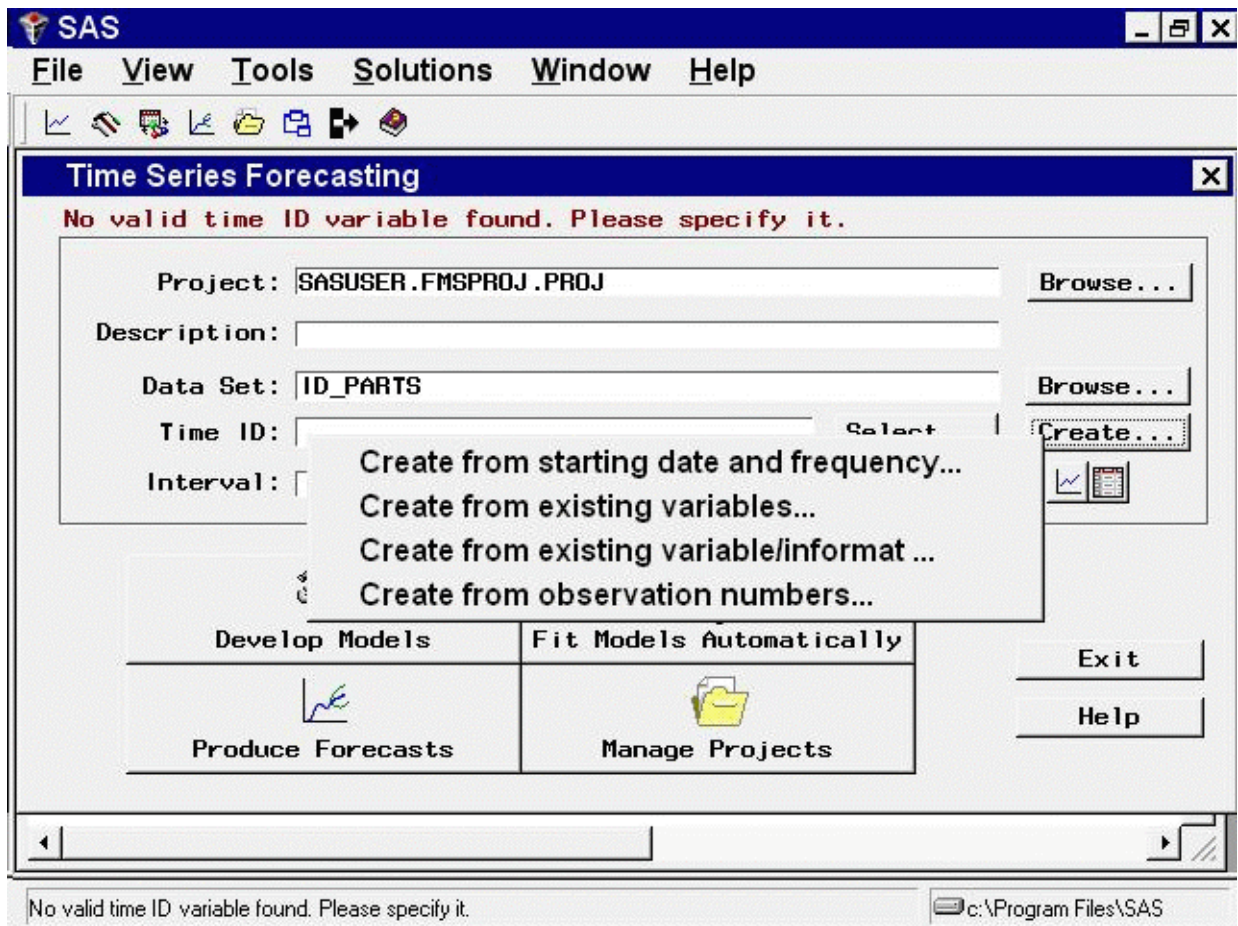 SAS
File View Tools Solutions Window Help
Time Series Forecasting
No valid time ID variable found. Please specify it.
Project: SASUSER.FMSPROJ.PROJ Browse...
Description:
Data Set: ID_PARTS Browse...
Time ID: Select Create...
Interval:
Create from starting date and frequency...
Create from existing variables...
Create from existing variable/informat ...
Create from observation numbers...
Develop Models Fit Models Automatically
Exit
Produce Forecasts Manage Projects
Help
No valid time ID variable found. Please specify it. c:\Program Files\SAS